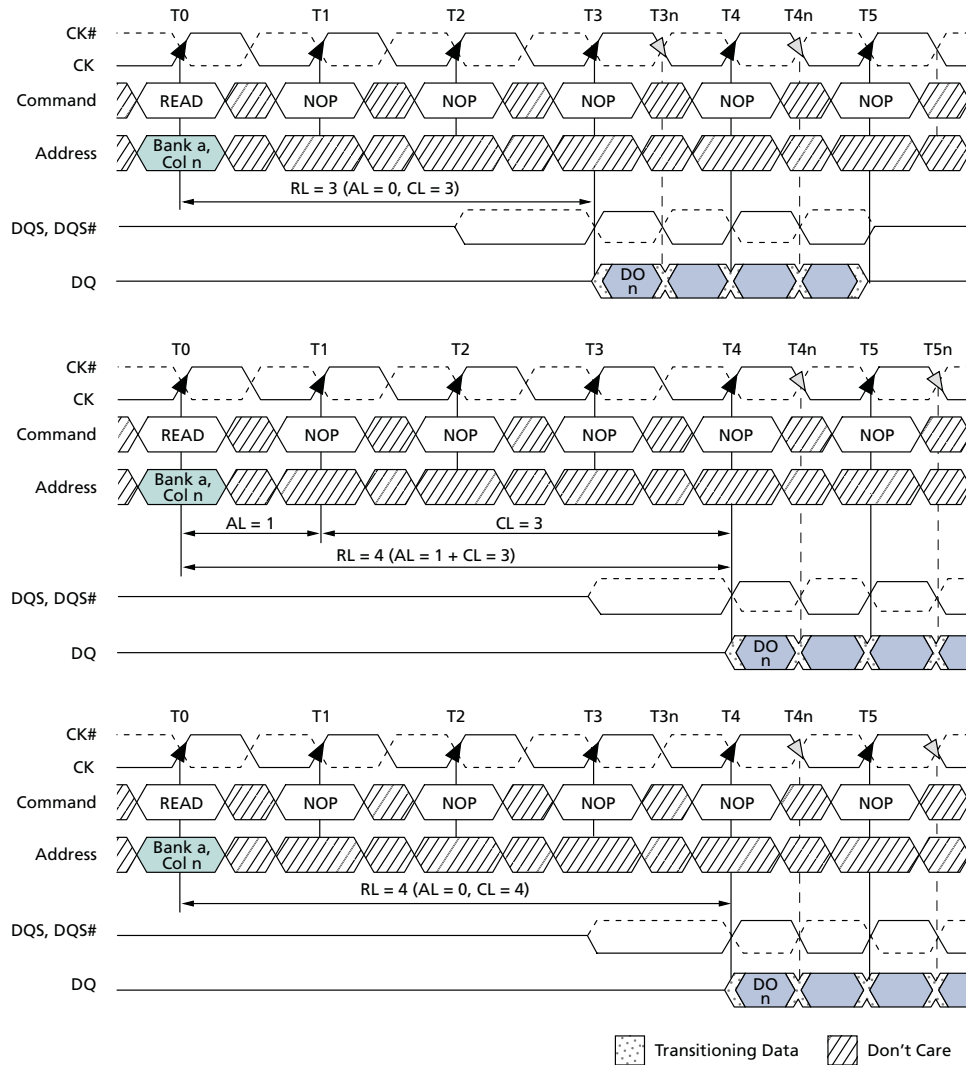 T0 T1 T2 T3 T3n T4 T4n T5
CK#
CK
Command READ NOP NOP NOP NOP NOP
Address Bank a,
Col n
RL = 3 (AL = 0, CL = 3)
DQS, DQS#
DQ DO
n
T0 T1 T2 T3 T4 T4n T5 T5n
CK#
CK
Command READ NOP NOP NOP NOP NOP
Address Bank a,
Col n
AL = 1 CL = 3
RL = 4 (AL = 1 + CL = 3)
DQS, DQS#
DQ DO
n
T0 T1 T2 T3 T3n T4 T4n T5
CK#
CK
Command READ NOP NOP NOP NOP NOP
Address Bank a,
Col n
RL = 4 (AL = 0, CL = 4)
DQS, DQS#
DQ DO
n
Transitioning Data Don't Care